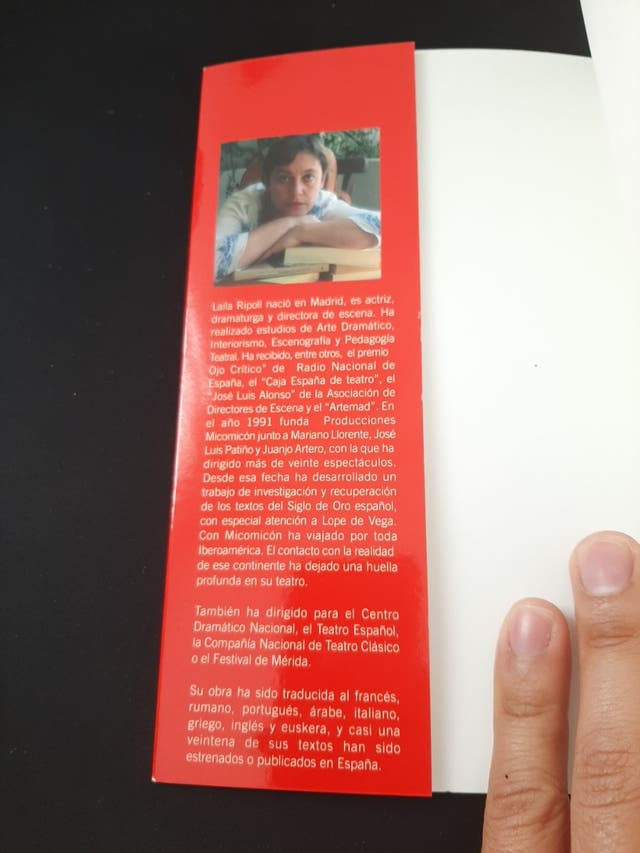 Laila Ripoll nació en Madrid, es actriz,
dramaturga y directora de escena. Ha
realizado estudios de Arte Dramático,
Interiorismo, Escenografía y Pedagogía
Teatral. Ha recibido, entre otros, el premio
Ojo Crítico" de Radio Nacional de
España, el "Caja España de teatro", el
"José Luis Alonso" de la Asociación de
Directores de Escena y el "Artemad". En
el año 1991 funda Producciones
Micomicón junto a Mariano Llorente, José
Luis Patiño y Juanjo Artero, con la que ha
dirigido más de veinte espectáculos.
Desde esa fecha ha desarrollado un
trabajo de investigación y recuperación
de los textos del Siglo de Oro español,
con especial atención a Lope de Vega.
Con Micomicón ha viajado por toda
Iberoamérica. El contacto con la realidad
de ese continente ha dejado una huella
profunda en su teatro.
También ha dirigido para el Centro
Dramático Nacional, el Teatro Español,
la Compañía Nacional de Teatro Clásico
o el Festival de Mérida.
Su obra ha sido traducida al francés,
rumano, portugués, árabe, italiano,
griego, inglés y euskera, y casi una
veintena de sus textos han sido
estrenados o publicados en España.